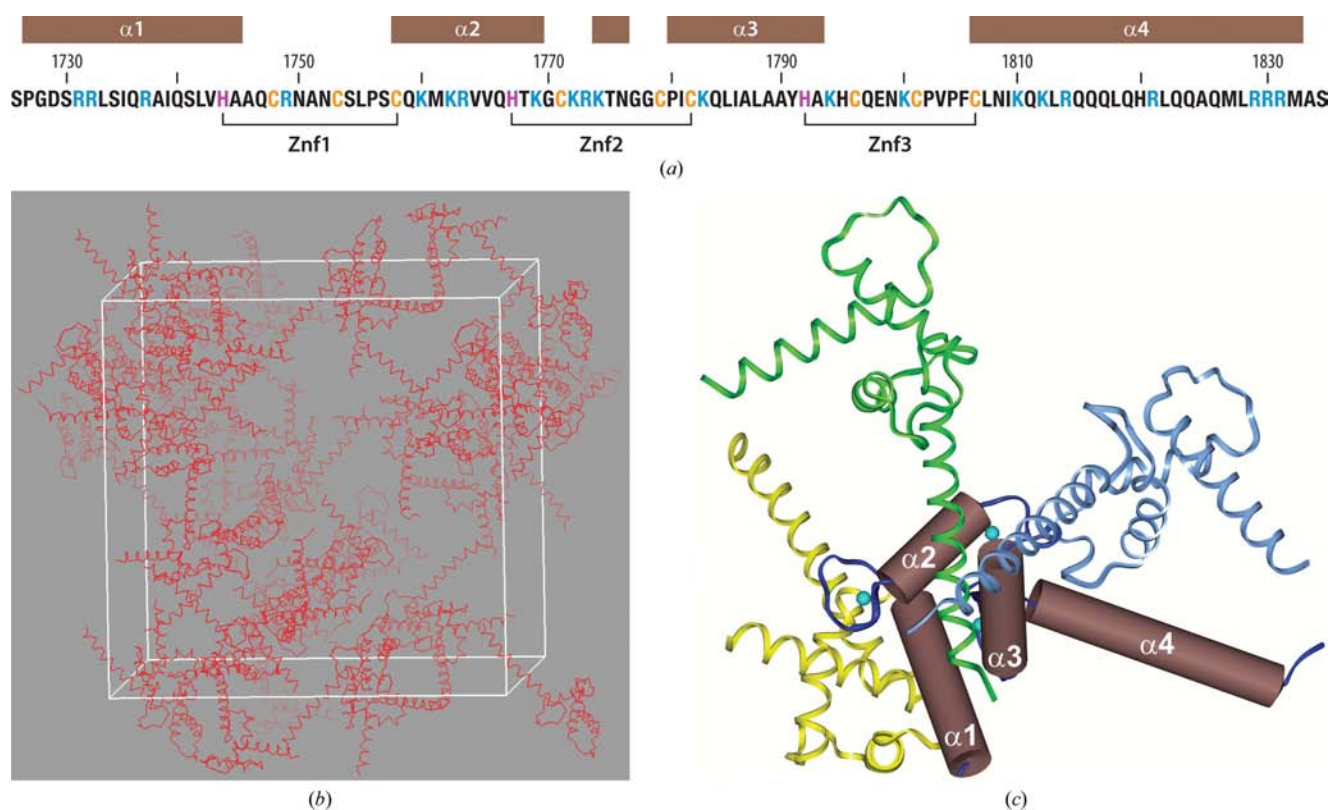 α1 α2 α3 α4
1730 1750 1770 1790 1810 1830
SPGDSRRLSIQRAIQSLVHAAQCRNANCSLPSCQKMKRVVQHTKGCKRKTNGGCPICKQLIALAAYHAKHCQENKCPVPFCLNIKQKLRQQQLQHRLQQAQMLRRRMAS
Znf1 Znf2 Znf3
(a)
α2
α3
α4
α1
(b) (c)